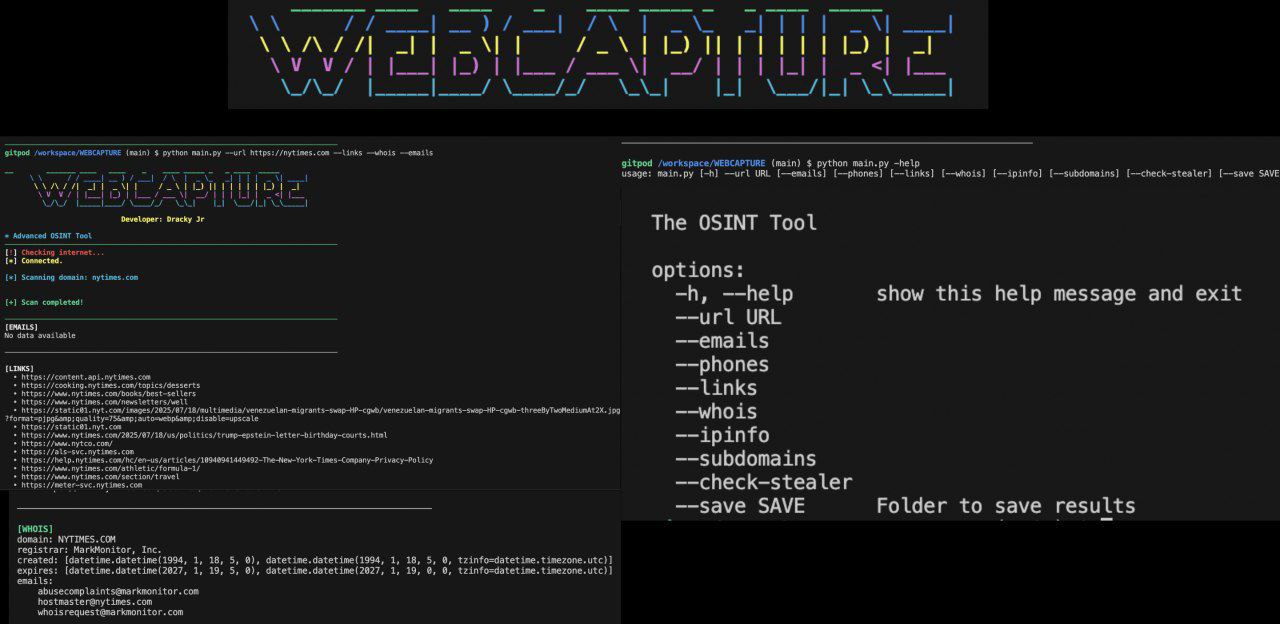 WEBCAPTURE
gitpod /workspace/WEBCAPTURE (main) $ python main.py --url https://nytimes.com --links --whois --emails
WEBCAPTURE
Developer: Dracky Jr
* Advanced OSINT Tool
[!] Checking internet...
[*] Connected.
[*] Scanning domain: nytimes.com
[+] Scan completed!
[EMAILS]
No data available
[LINKS]
• https://content.api.nytimes.com
• https://cooking.nytimes.com/topics/desserts
• https://www.nytimes.com/books/best-sellers
• https://www.nytimes.com/newsletters/well
• https://static01.nyt.com/images/2025/07/18/multimedia/venezuelan-migrants-swap-HP-cgwb/venezuelan-migrants-swap-HP-cgwb-threeByTwoMediumAt2X.jpg
?format=pjpg&amp;quality=75&amp;auto=webp&amp;disable=upscale
• https://static01.nyt.com
• https://www.nytimes.com/2025/07/18/us/politics/trump-epstein-letter-birthday-courts.html
• https://www.nytco.com/
• https://als-svc.nytimes.com
• https://help.nytimes.com/hc/en-us/articles/10940941449492-The-New-York-Times-Company-Privacy-Policy
• https://www.nytimes.com/athletic/formula-1/
• https://www.nytimes.com/section/travel
• https://meter-svc.nytimes.com
[WHOIS]
domain: NYTIMES.COM
registrar: MarkMonitor, Inc.
created: [datetime.datetime(1994, 1, 18, 5, 0), datetime.datetime(1994, 1, 18, 5, 0, tzinfo=datetime.timezone.utc)]
expires: [datetime.datetime(2027, 1, 19, 5, 0), datetime.datetime(2027, 1, 19, 0, 0, tzinfo=datetime.timezone.utc)]
emails:
abusecomplaints@markmonitor.com
hostmaster@nytimes.com
whoisrequest@markmonitor.com
gitpod /workspace/WEBCAPTURE (main) $ python main.py -help
usage: main.py [-h] --url URL [--emails] [--phones] [--links] [--whois] [--ipinfo] [--subdomains] [--check-stealer] [--save SAVE
The OSINT Tool
options:
-h, --help show this help message and exit
--url URL
--emails
--phones
--links
--whois
--ipinfo
--subdomains
--check-stealer
--save SAVE Folder to save results